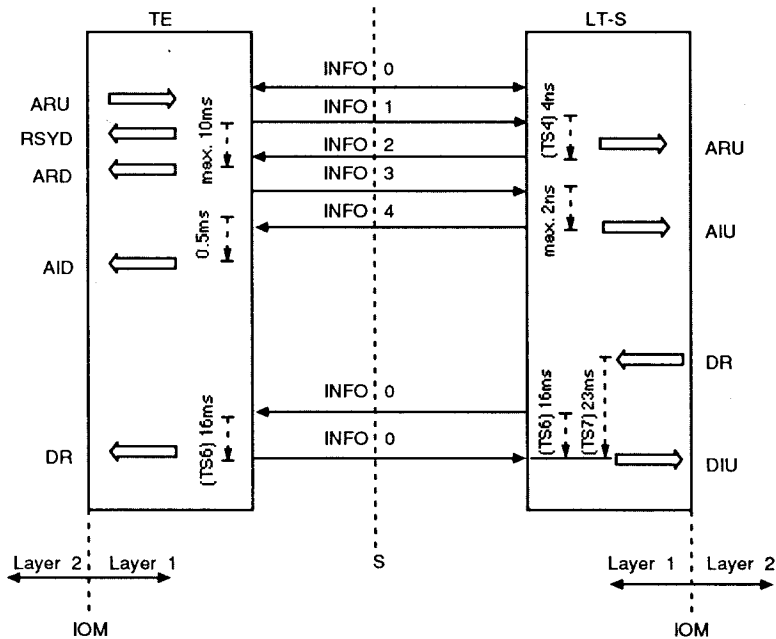 TE
LT-S
INFO 0
ARU
INFO 1
RSYD
max. 10ms
(TS4) 4ns
INFO 2
ARU
ARD
INFO 3
INFO 4
0.5ms
max. 2ns
AIU
AID
DR
INFO 0
(TS6) 16ms
(TS7) 23ms
(TS6) 16ms
INFO 0
DR
DIU
Layer 2
Layer 1
S
Layer 1
Layer 2
IOM
IOM